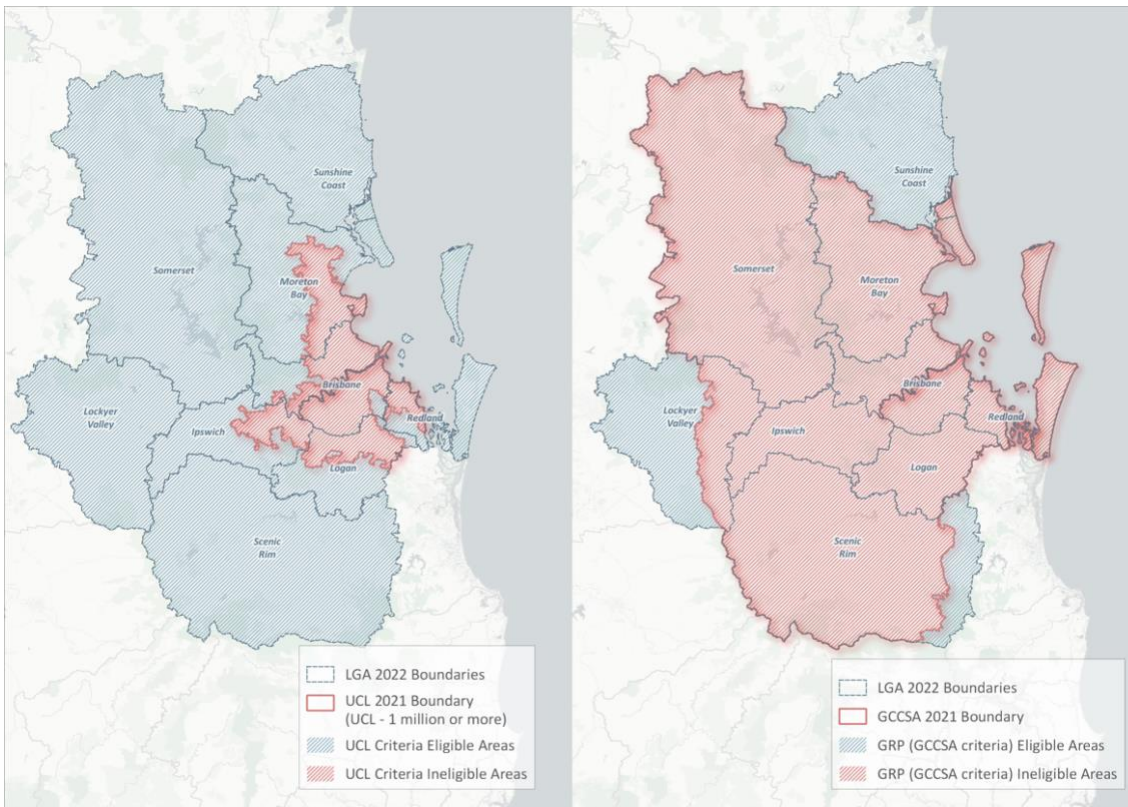 Sunshine
Coast
Somerset
Moreton
Bay
Lockyer
Valley
Brisbane
Ipswich
Redland
Logan
Scenic
Rim
LGA 2022 Boundaries
UCL 2021 Boundary
(UCL - 1 million or more)
UCL Criteria Eligible Areas
UCL Criteria Ineligible Areas
Sunshine
Coast
Somerset
Moreton
Bay
Brisbane
Lockyer
Valley
Redland
Ipswich
Logan
Scenic
Rim
LGA 2022 Boundaries
GCCSA 2021 Boundary
GRP (GCCSA criteria) Eligible Areas
GRP (GCCSA criteria) Ineligible Areas